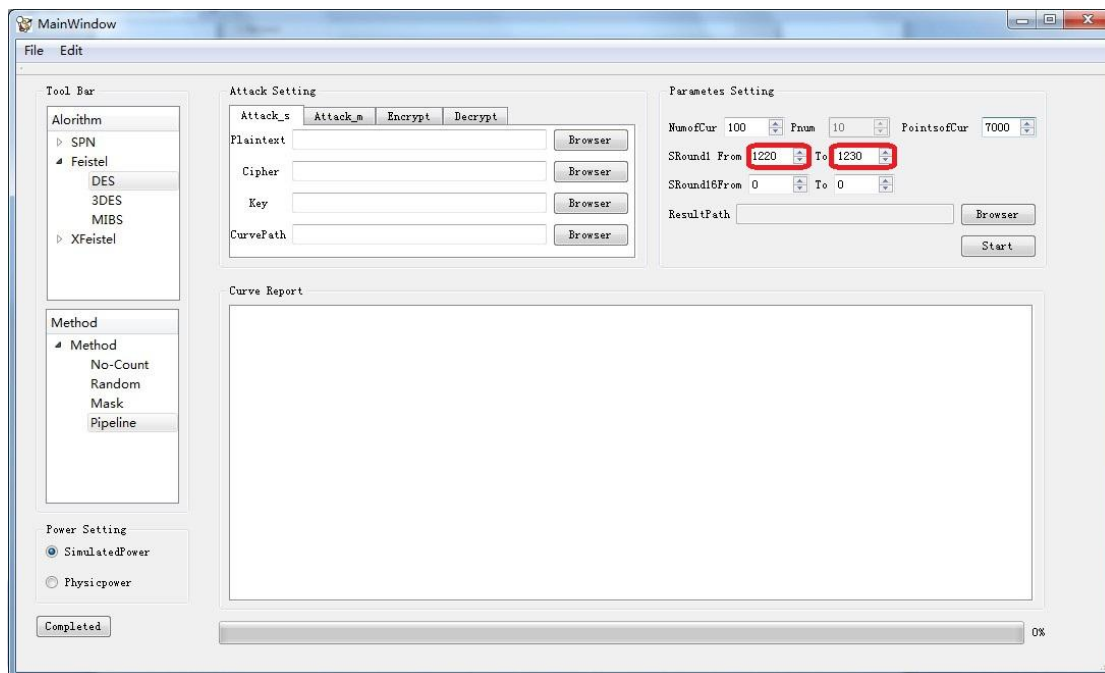 MainWindow
File Edit
Tool Bar
Alorithm
SPN
Feistel
DES
3DES
MIBS
XFeistel
Method
Method
No-Count
Random
Mask
Pipeline
Power Setting
SimulatedPower
Physicpower
Completed
Attack Setting
Attack_s Attack_m Encrypt Decrypt
Plaintext Browser
Cipher Browser
Key Browser
CurvePath Browser
Parametes Setting
NumofCur 100 Pnum 10 PointsofCur 7000
SRound1 From 1220 To 1230
SRound16From 0 To 0
ResultPath Browser
Start
Curve Report
0%